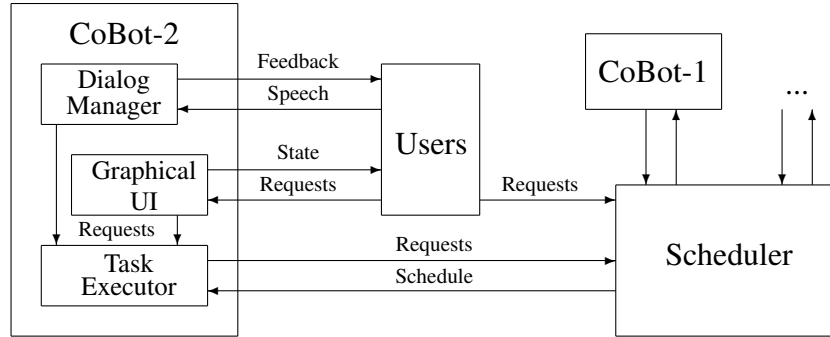 CoBot-2
Dialog
Manager
Feedback
Speech
Users
CoBot-1
...
Graphical
UI
State
Requests
Requests
Requests
Task
Executor
Requests
Schedule
Scheduler